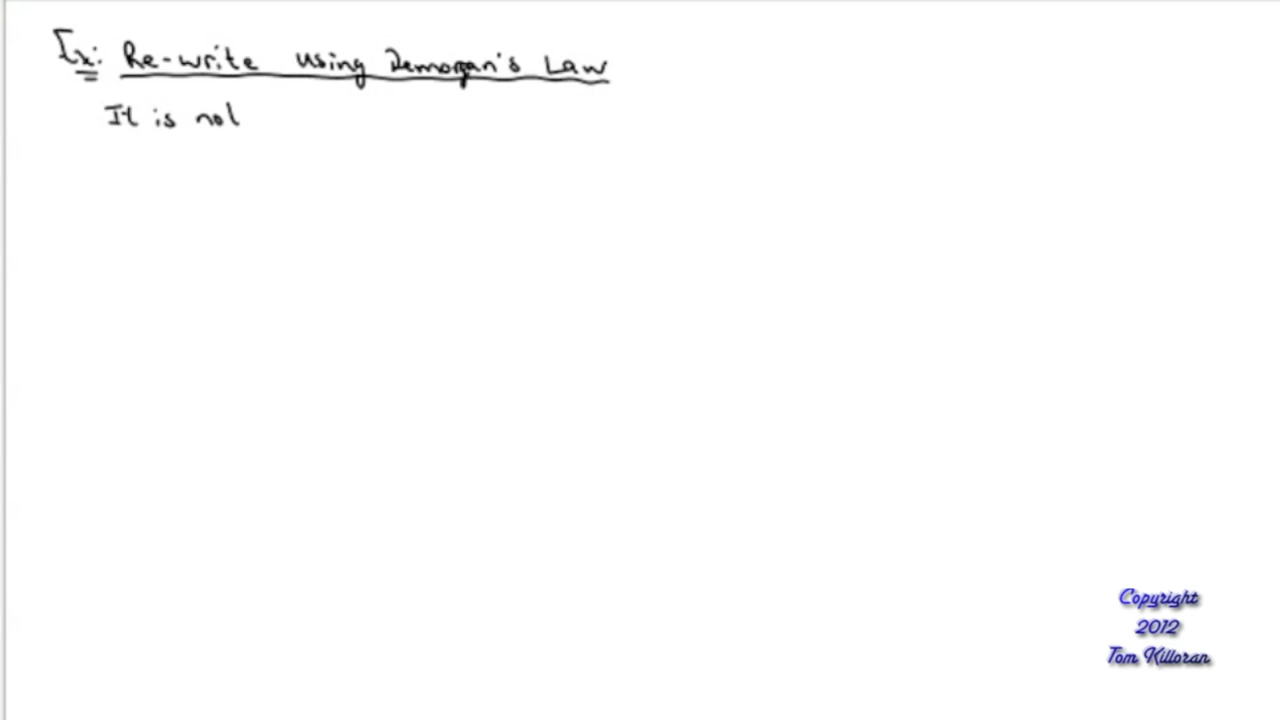 Ex: Re-write using Demorgan's Law
It is not
Copyright
2012
Tom Killoran